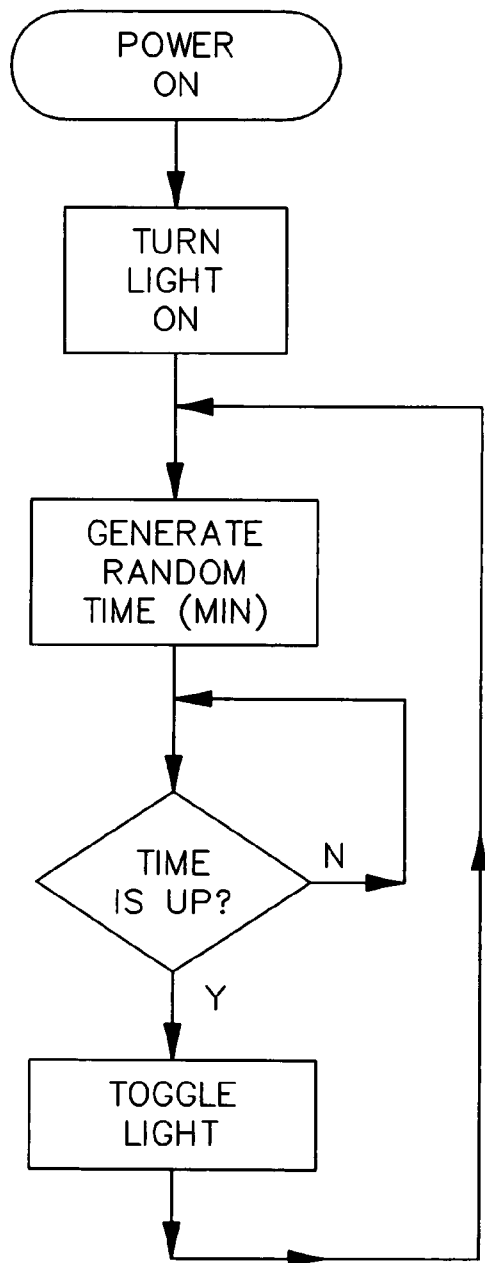 POWER
ON
TURN
LIGHT
ON
GENERATE
RANDOM
TIME (MIN)
TIME
IS UP?
N
Y
TOGGLE
LIGHT